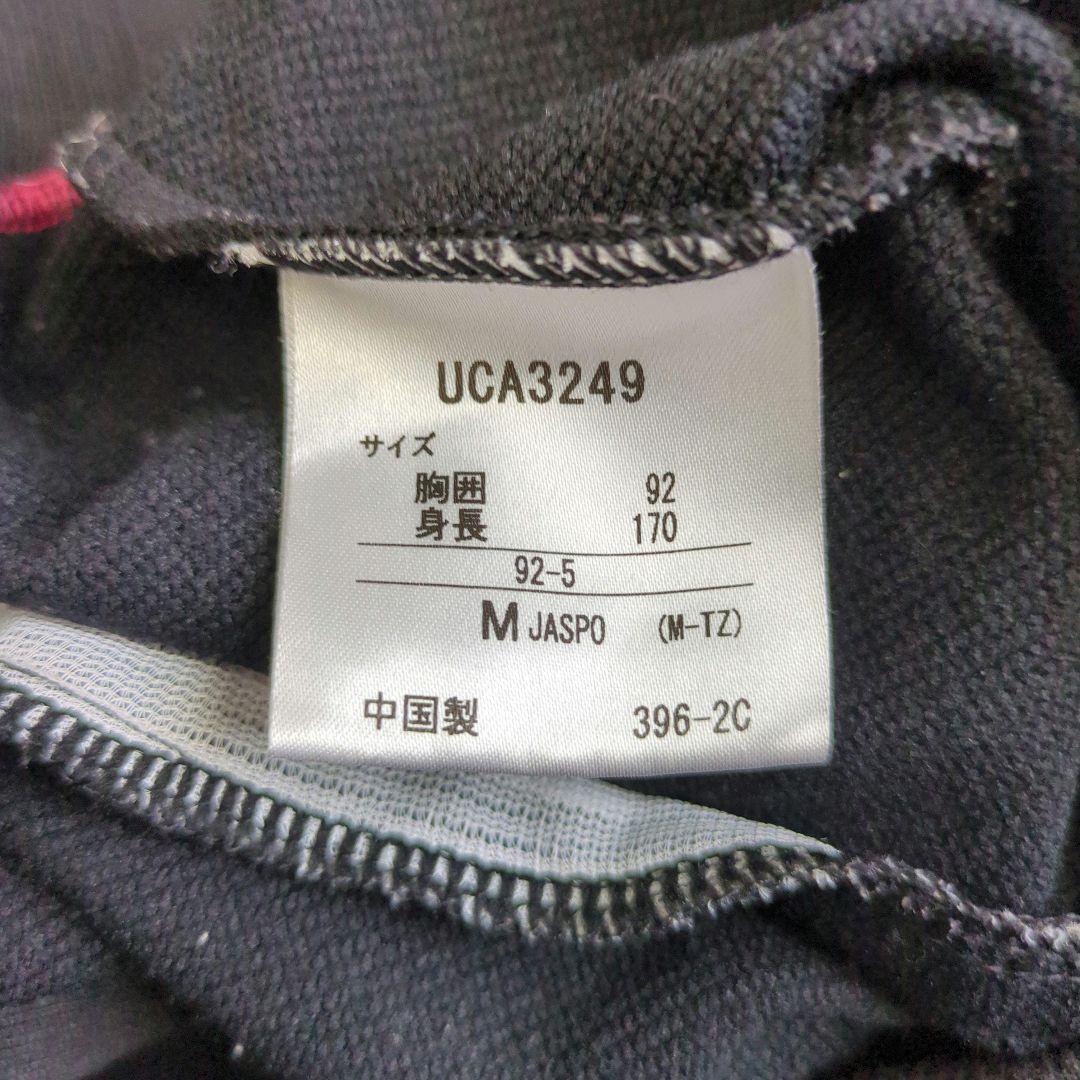 UCA3249
サイズ
胸囲 92
身長 170
92-5
M JASPO (M-TZ)
中国製 396-2C